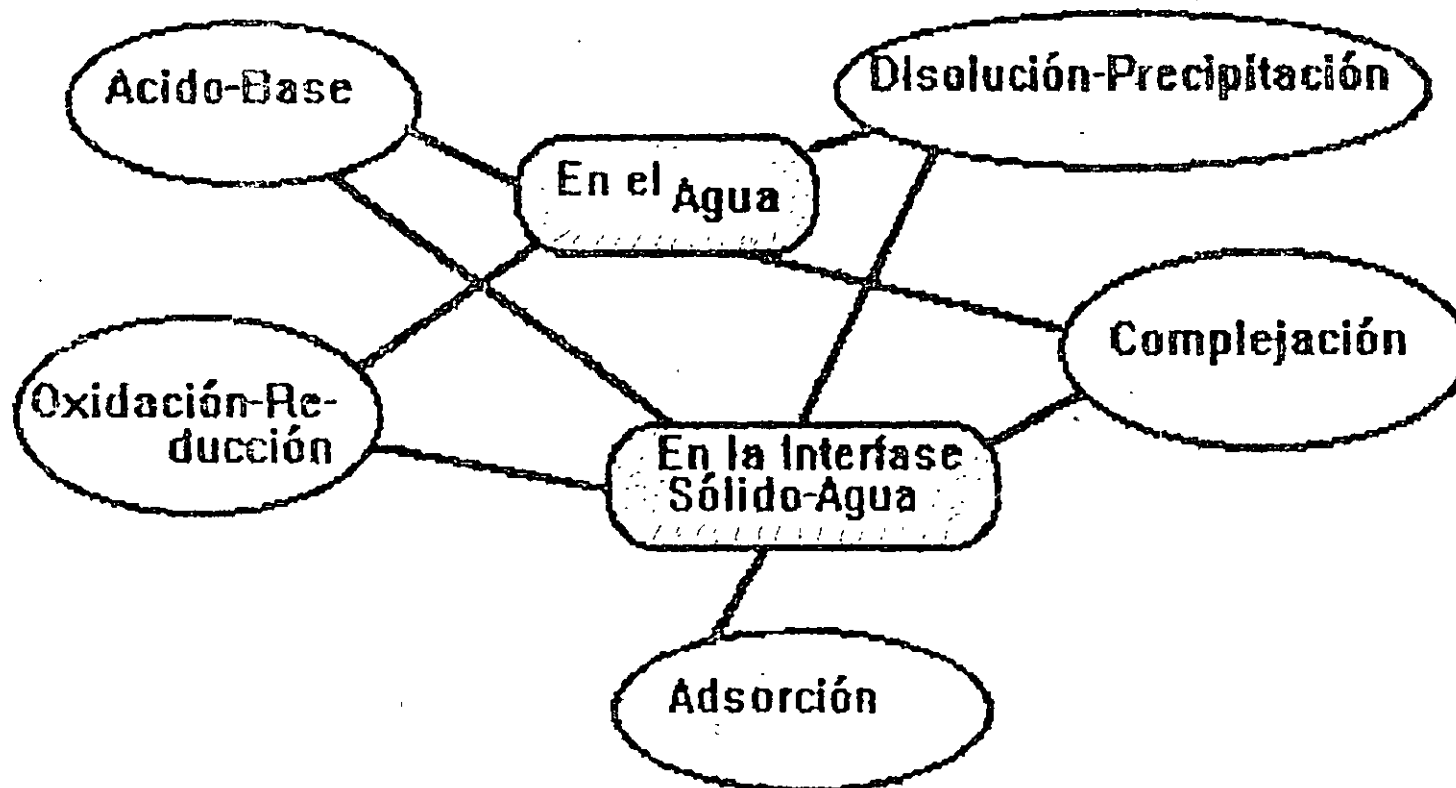 Acido-Base
Disolución-Precipitación
En el Agua
Complejación
Oxidación-Re-
ducción
En la Interfase
Sólido-Agua
Adsorción